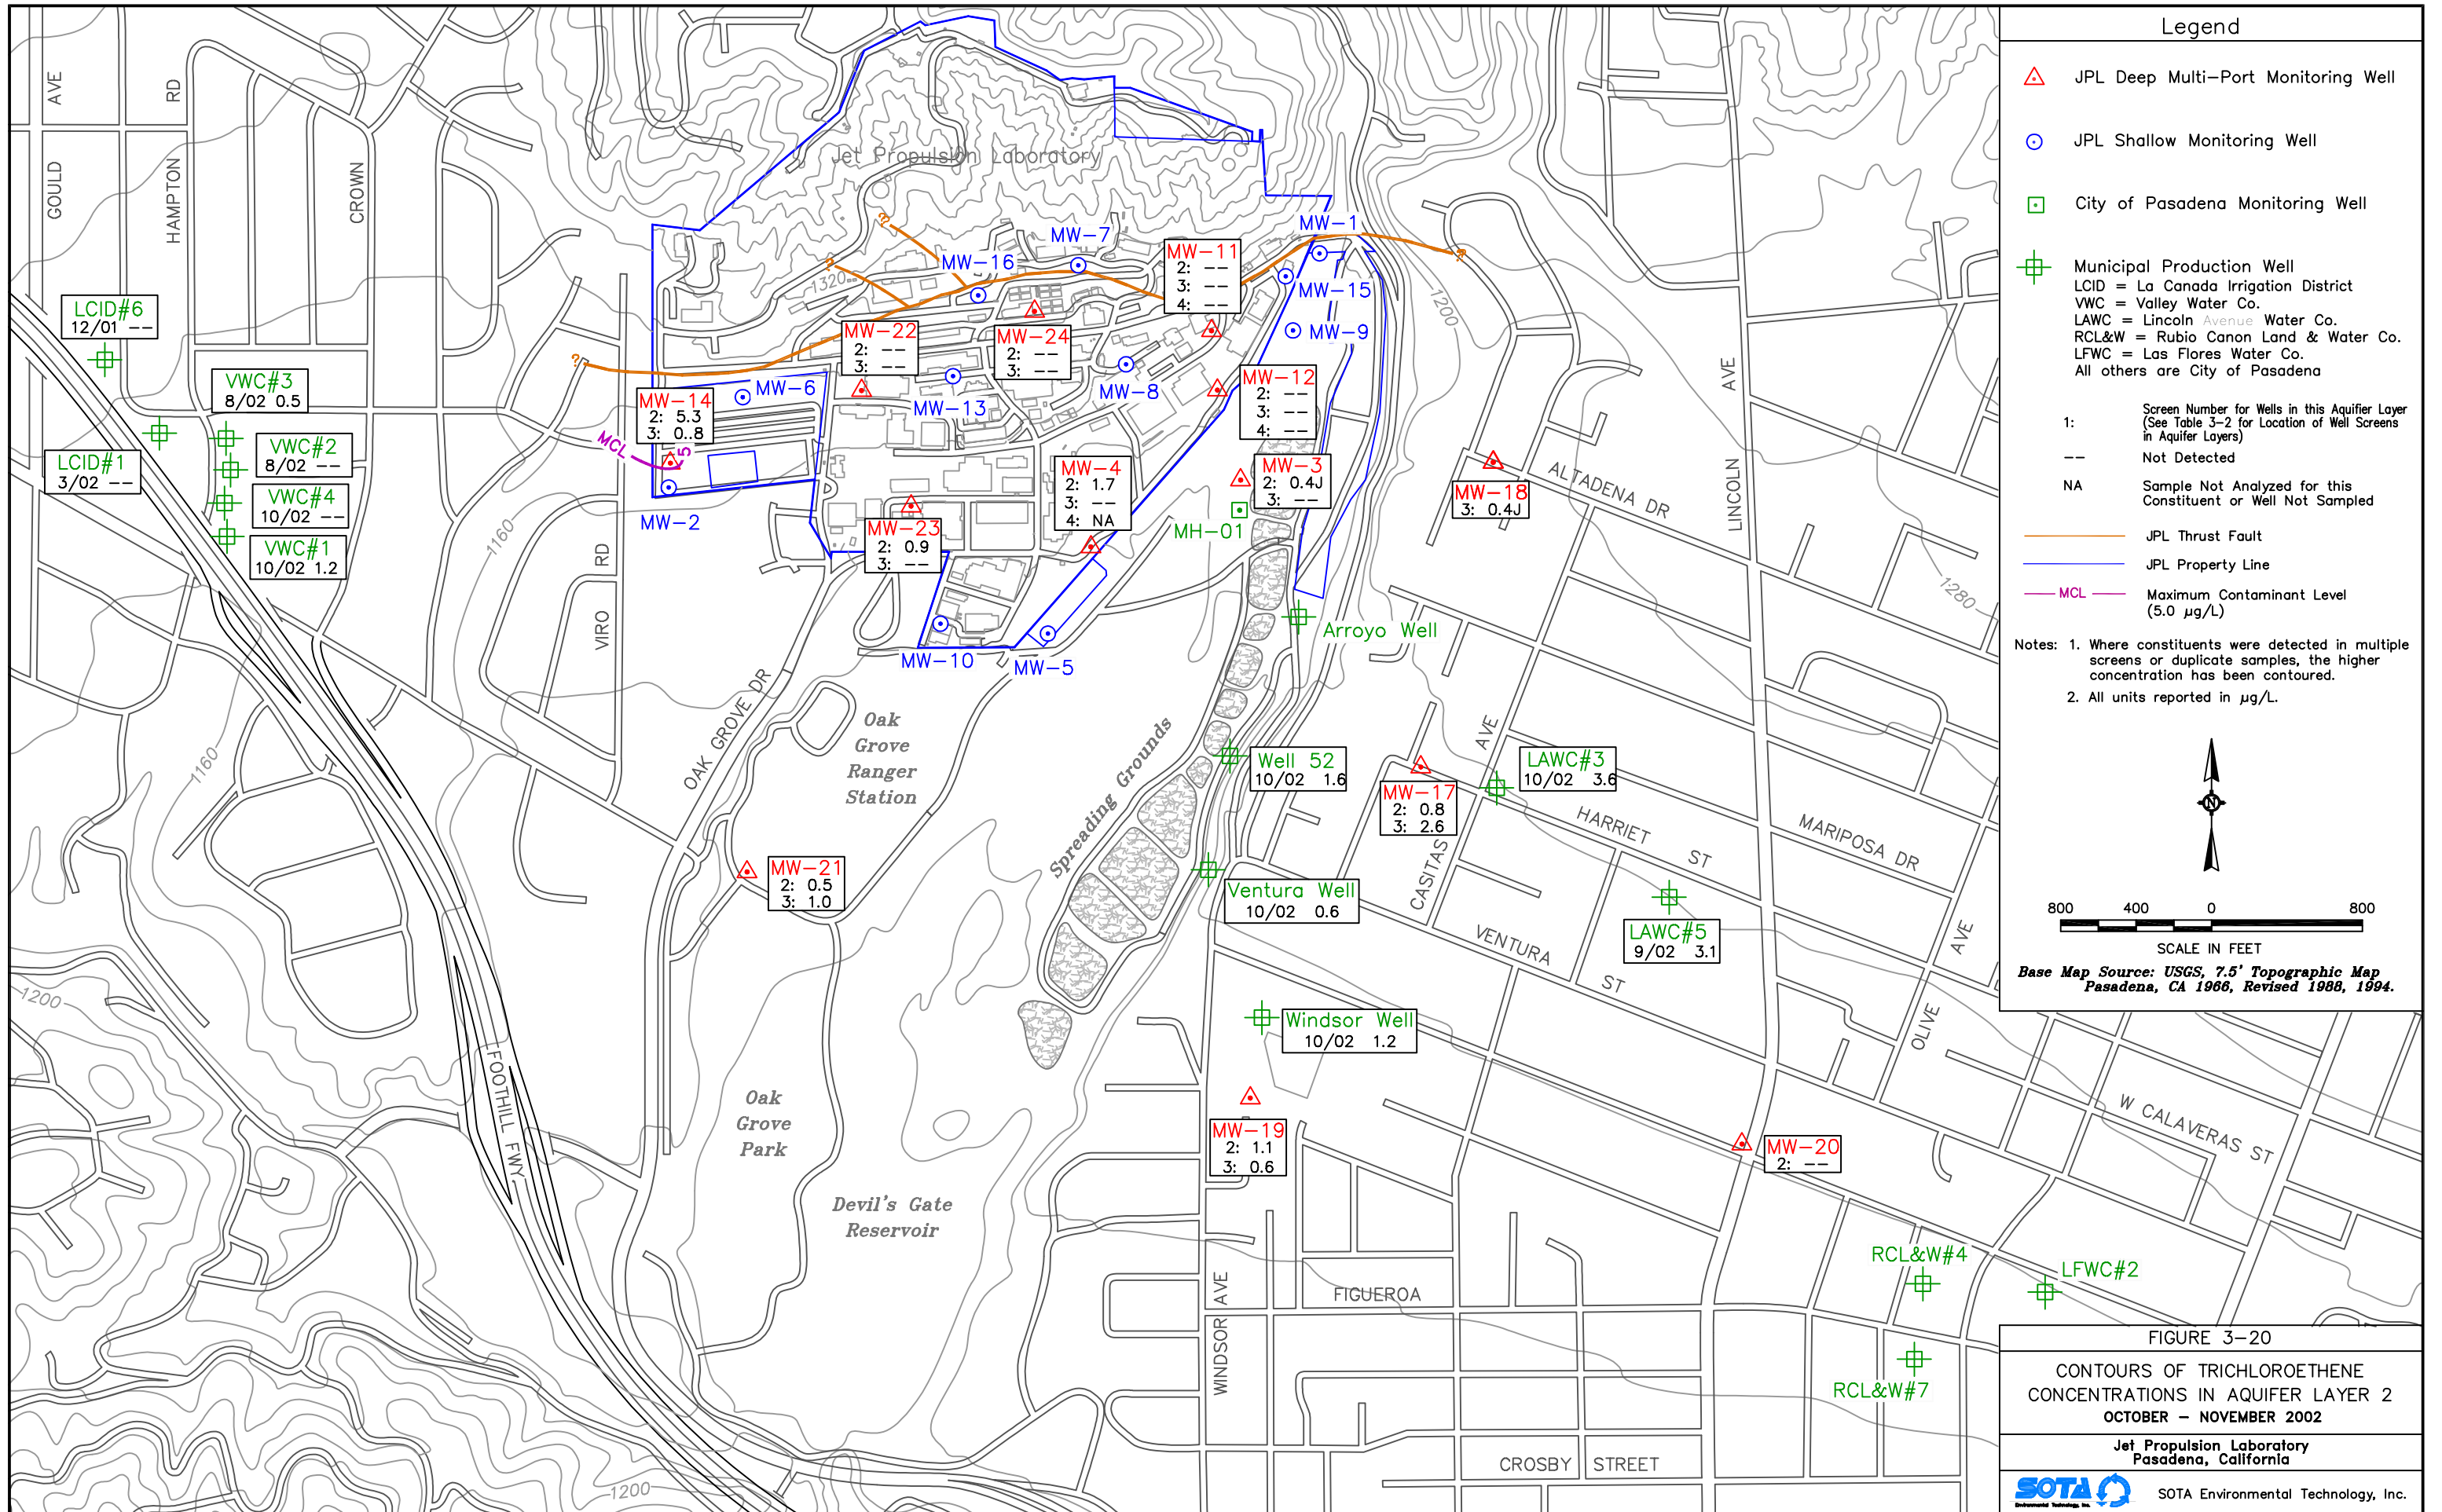 Legend
JPL Deep Multi-Port Monitoring Well
JPL Shallow Monitoring Well
City of Pasadena Monitoring Well
Municipal Production Well
LCID = La Canada Irrigation District
VWC = Valley Water Co.
LAWC = Lincoln Avenue Water Co.
RCL&W = Rubio Canon Land & Water Co.
LFWC = Las Flores Water Co.
All others are City of Pasadena
1:
Screen Number for Wells in this Aquifier Layer
(See Table 3-2 for Location of Well Screens
in Aquifer Layers)
-- Not Detected
NA
Sample Not Analyzed for this
Constituent or Well Not Sampled
JPL Thrust Fault
JPL Property Line
MCL
Maximum Contaminant Level
(5.0 µg/L)
Notes: 1. Where constituents were detected in multiple
screens or duplicate samples, the higher
concentration has been contoured.
2. All units reported in µg/L.
N
800 400 0 800
SCALE IN FEET
Base Map Source: USGS, 7.5' Topographic Map
Pasadena, CA 1966, Revised 1988, 1994.
FIGURE 3-20
CONTOURS OF TRICHLOROETHENE
CONCENTRATIONS IN AQUIFER LAYER 2
OCTOBER - NOVEMBER 2002
Jet Propulsion Laboratory
Pasadena, California
SOTA
Environmental Technology, Inc.
SOTA Environmental Technology, Inc.
GOULD AVE
HAMPTON RD
CROWN
Jet Propulsion Laboratory
1320
??
?
?
?
MW-1
MW-7
MW-16
MW-11
2: --
3: --
4: --
MW-15
MW-9
MW-22
2: --
3: --
MW-24
2: --
3: --
MW-8
MW-13
MW-6
MW-12
2: --
3: --
4: --
MW-14
2: 5.3
3: 0..8
MCL
5
MW-2
MW-4
2: 1.7
3: --
4: NA
MW-3
2: 0.4J
3: --
MH-01
MW-23
2: 0.9
3: --
MW-18
3: 0.4J
MW-10
MW-5
LCID#6
12/01 --
VWC#3
8/02 0.5
VWC#2
8/02 --
LCID#1
3/02 --
VWC#4
10/02 --
VWC#1
10/02 1.2
1160
VIRO RD
1200
ALTADENA DR
LINCOLN AVE
1280
Arroyo Well
OAK GROVE DR
Oak
Grove
Ranger
Station
Spreading Grounds
Well 52
10/02 1.6
MW-17
2: 0.8
3: 2.6
CASITAS AVE
LAWC#3
10/02 3.6
HARRIET ST
MARIPOSA DR
1160
MW-21
2: 0.5
3: 1.0
Ventura Well
10/02 0.6
LAWC#5
9/02 3.1
VENTURA ST
OLIVE AVE
1200
Windsor Well
10/02 1.2
FOOTHILL FWY
Oak
Grove
Park
MW-19
2: 1.1
3: 0.6
MW-20
2: --
W CALAVERAS ST
Devil's Gate
Reservoir
WINDSOR AVE
FIGUEROA
RCL&W#4
LFWC#2
RCL&W#7
CROSBY STREET
1200